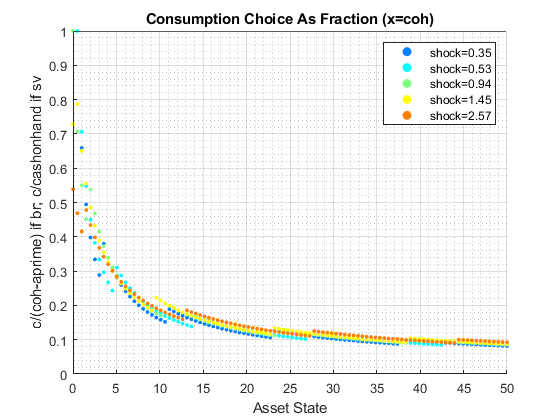 Consumption Choice As Fraction (x=coh)
c/(coh-aprime) if br, c/cashonhand if sv
1
0.9
0.8
0.7
0.6
0.5
0.4
0.3
0.2
0.1
0
shock=0.35
shock=0.53
shock=0.94
shock=1.45
shock=2.57
0 5 10 15 20 25 30 35 40 45 50
Asset State